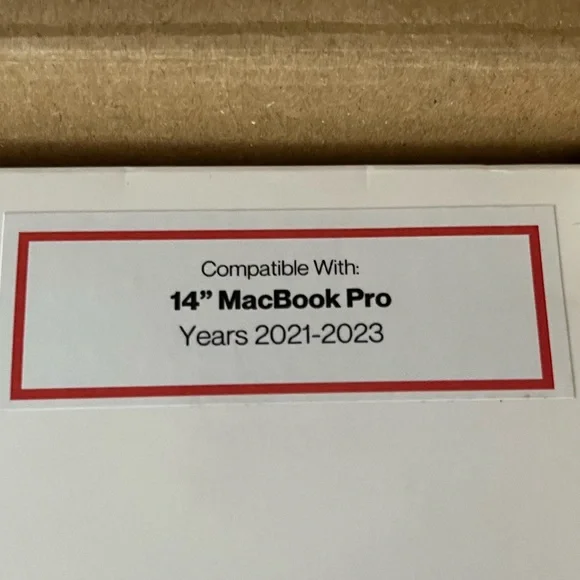 Compatible With:
14” MacBook Pro
Years 2021-2023